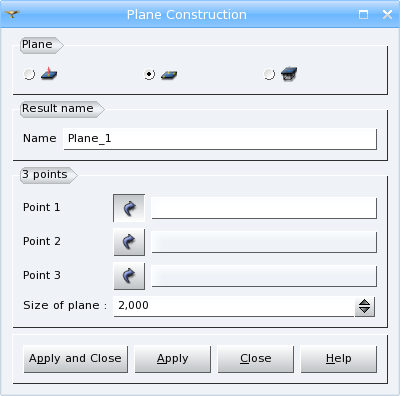 Plane Construction
Plane
Result name
Name Plane_1
3 points
Point 1
Point 2
Point 3
Size of plane : 2,000
Apply and Close Apply Close Help